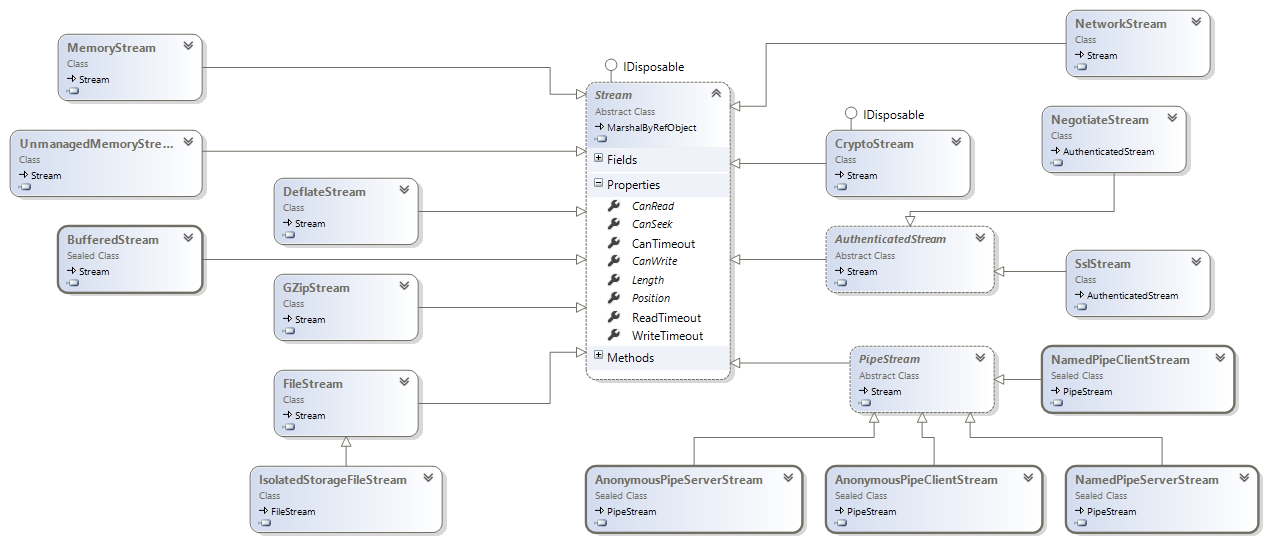 MemoryStream
Class
Stream
UnmanagedMemoryStre...
Class
Stream
DeflateStream
Class
Stream
BufferedStream
Sealed Class
Stream
GZipStream
Class
Stream
FileStream
Class
Stream
IsolatedStorageFileStream
Class
FileStream
IDisposable
Stream
Abstract Class
MarshalByRefObject
Fields
Properties
CanRead
CanSeek
CanTimeout
CanWrite
Length
Position
ReadTimeout
WriteTimeout
Methods
NetworkStream
Class
Stream
IDisposable
CryptoStream
Class
Stream
NegotiateStream
Class
AuthenticatedStream
AuthenticatedStream
Abstract Class
Stream
SslStream
Class
AuthenticatedStream
PipeStream
Abstract Class
Stream
NamedPipeClientStream
Sealed Class
PipeStream
AnonymousPipeServerStream
Sealed Class
PipeStream
AnonymousPipeClientStream
Sealed Class
PipeStream
NamedPipeServerStream
Sealed Class
PipeStream